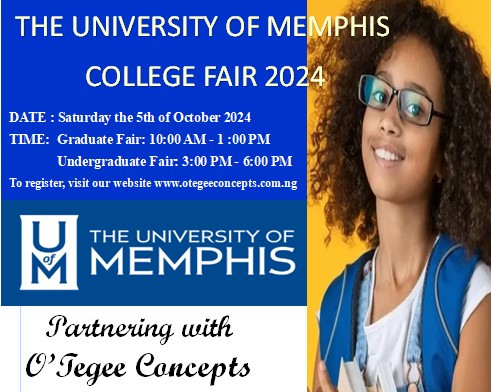 THE UNIVERSITY OF MEMPHIS
COLLEGE FAIR 2024
DATE : Saturday the 5th of October 2024
TIME: Graduate Fair: 10:00 AM - 1 :00 PM
Undergraduate Fair: 3:00 PM - 6:00 PM
To register, visit our website www.otegeeconcepts.com.ng
U
of
M
THE UNIVERSITY OF
MEMPHIS
Partnering with
O'Tegee Concepts